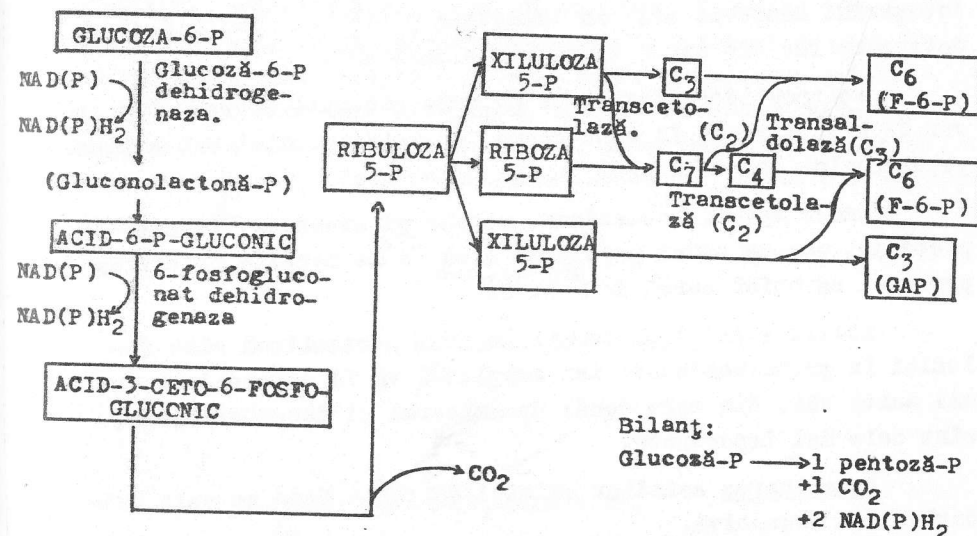 GLUCOZA-6-P
NAD(P)
NAD(P)H2
Glucoză-6-P
dehidroge-
naza.
(Gluconolactonă-P)
ACID-6-P-GLUCONIC
NAD(P)
NAD(P)H2
6-fosfogluco-
nat dehidro-
genaza
ACID-3-CETO-6-FOSFO-
GLUCONIC
CO2
RIBULOZA
5-P
XILULOZA
5-P
RIBOZA
5-P
XILULOZA
5-P
Transceto-
lază.
C3
(C2)
C7
C4
Transal-
dolază(C3)
Transcetola-
ză (C2)
C6
(F-6-P)
C6
(F-6-P)
C3
(GAP)
Bilanţ:
Glucoză-P → 1 pentoză-P
+1 CO2
+2 NAD(P)H2